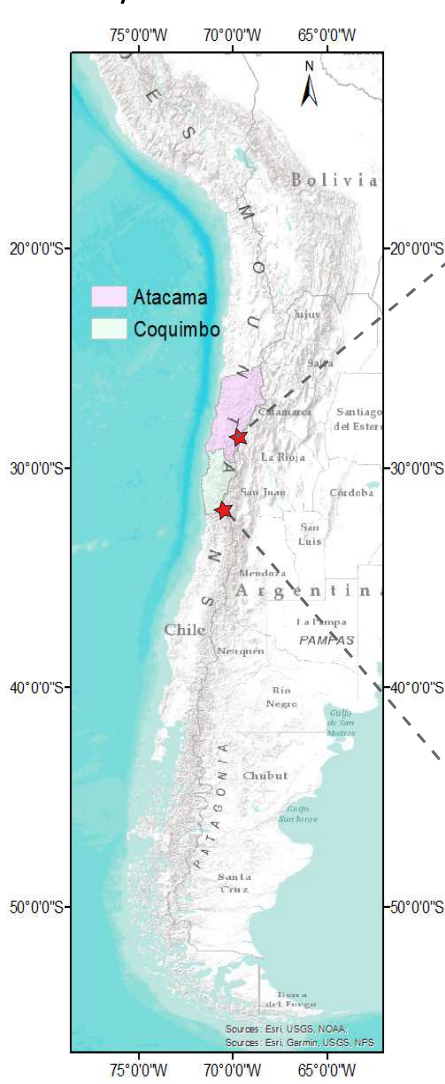 75°0'0"W 70°0'0"W 65°0'0"W
N
D E S
Bolivia
M O U N T A I N S
20°0'0"S 20°0'0"S
Atacama
Coquimbo
Jujuy
Salta
Catamarca
Santiago
del Estero
La Rioja
30°0'0"S 30°0'0"S
San Juan
Córdoba
San
Luis
Mendoza
Argentina
La Pampa
PAMPAS
Chile
Neuquén
Río
Negro
40°0'0"S 40°0'0"S
Golfo
de San
Matías
Chubut
PATAGONIA
Golfo
San Jorge
Santa
Cruz
50°0'0"S 50°0'0"S
Tierra
del Fuego
Sources: Esri, USGS, NOAA;
Sources: Esri, Garmin, USGS, NPS
75°0'0"W 70°0'0"W 65°0'0"W